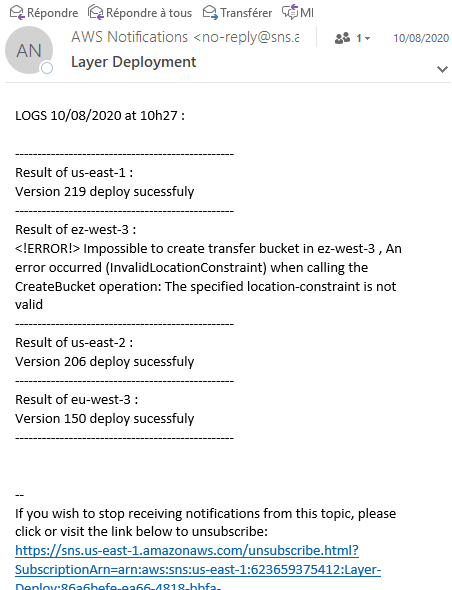 Répondre Répondre à tous Transférer MI
AN
AWS Notifications <no-reply@sns.a
1
10/08/2020
Layer Deployment
LOGS 10/08/2020 at 10h27 :
-------------------------------------------------
Result of us-east-1 :
Version 219 deploy sucessfuly
-------------------------------------------------
Result of ez-west-3 :
<!ERROR!> Impossible to create transfer bucket in ez-west-3 , An
error occurred (InvalidLocationConstraint) when calling the
CreateBucket operation: The specified location-constraint is not
valid
-------------------------------------------------
Result of us-east-2 :
Version 206 deploy sucessfuly
-------------------------------------------------
Result of eu-west-3 :
Version 150 deploy sucessfuly
-------------------------------------------------
--
If you wish to stop receiving notifications from this topic, please
click or visit the link below to unsubscribe:
https://sns.us-east-1.amazonaws.com/unsubscribe.html?
SubscriptionArn=arn:aws:sns:us-east-1:623659375412:Layer-
Deploy:86a6befe-ea66-4818-bbfa-